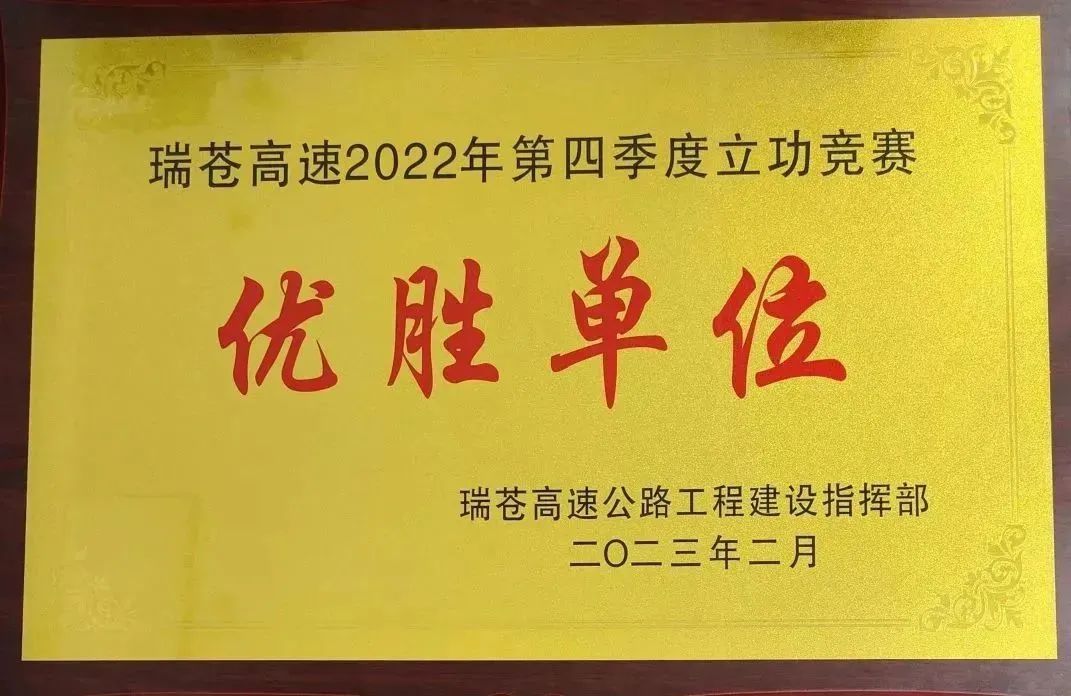 瑞苍高速2022年第四季度立功竞赛
优胜单位
瑞苍高速公路工程建设指挥部
二〇二三年二月